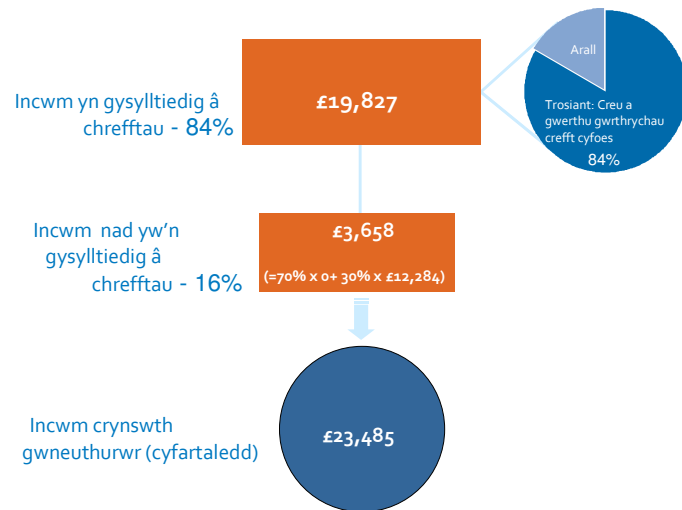 Incwm yn gysylltiedig â
chrefftau - 84%
£19,827
Arall
Trosiant: Creu a
gwerthu gwrthrychau
crefft cyfoes
84%
Incwm nad yw'n
gysylltiedig â
chrefftau - 16%
£3,658
(=70% x 0+ 30% x £12,284)
Incwm crynswth
gwneuthurwr (cyfartaledd)
£23,485